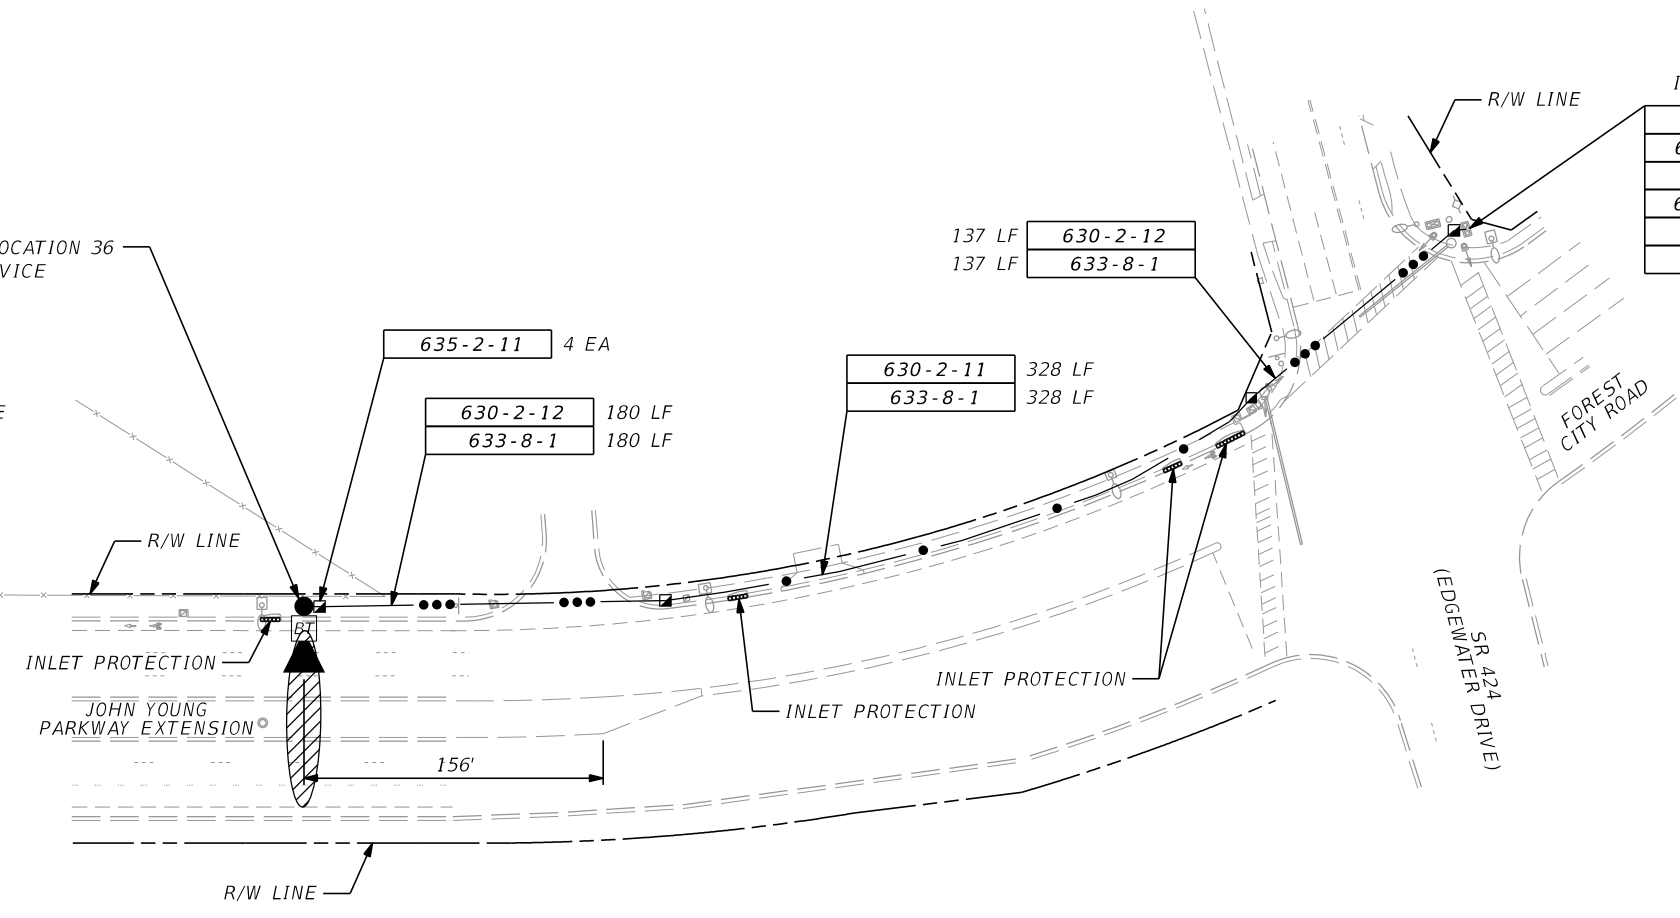 R/W LINE
OCATION 36
VICE
137 LF 630-2-12
137 LF 633-8-1
635-2-11 4 EA
630-2-11 328 LF
633-8-1 328 LF
630-2-12 180 LF
633-8-1 180 LF
FOREST
CITY ROAD
R/W LINE
BT
INLET PROTECTION
INLET PROTECTION
INLET PROTECTION
JOHN YOUNG
PARKWAY EXTENSION
SR 424
(EDGEWATER DRIVE)
156'
R/W LINE